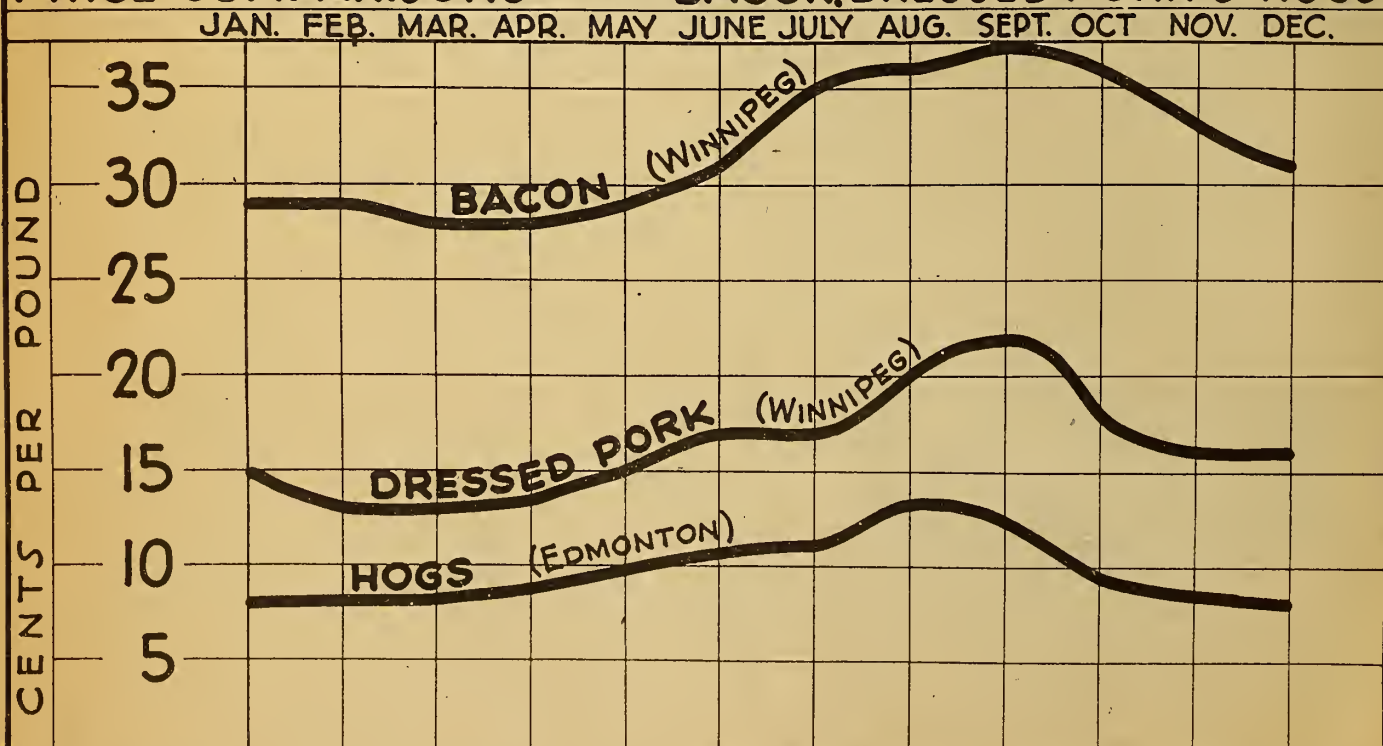 JAN. FEB. MAR. APR. MAY JUNE JULY AUG. SEPT. OCT NOV. DEC.
CENTS PER POUND
35
30
25
20
15
10
5
BACON (WINNIPEG)
DRESSED PORK (WINNIPEG)
HOGS (EDMONTON)